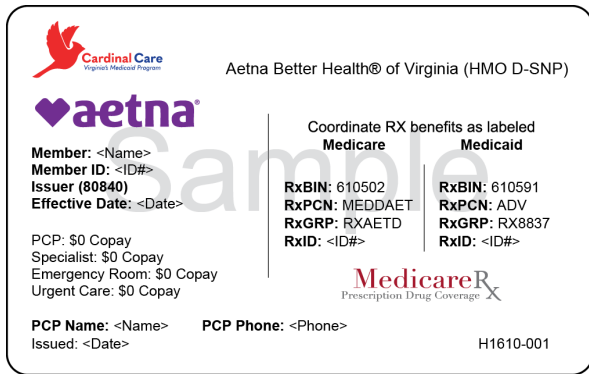 Cardinal Care
Virginia's Medicaid Program
Aetna Better Health® of Virginia (HMO D-SNP)
aetna®
Sample
Member: <Name>
Member ID: <ID#>
Issuer (80840)
Effective Date: <Date>
PCP: $0 Copay
Specialist: $0 Copay
Emergency Room: $0 Copay
Urgent Care: $0 Copay
Coordinate RX benefits as labeled
Medicare
RxBIN: 610502
RxPCN: MEDDAET
RxGRP: RXAETD
RxID: <ID#>
Medicaid
RxBIN: 610591
RxPCN: ADV
RxGRP: RX8837
RxID: <ID#>
MedicareRx
Prescription Drug Coverage
PCP Name: <Name> PCP Phone: <Phone>
Issued: <Date>
H1610-001